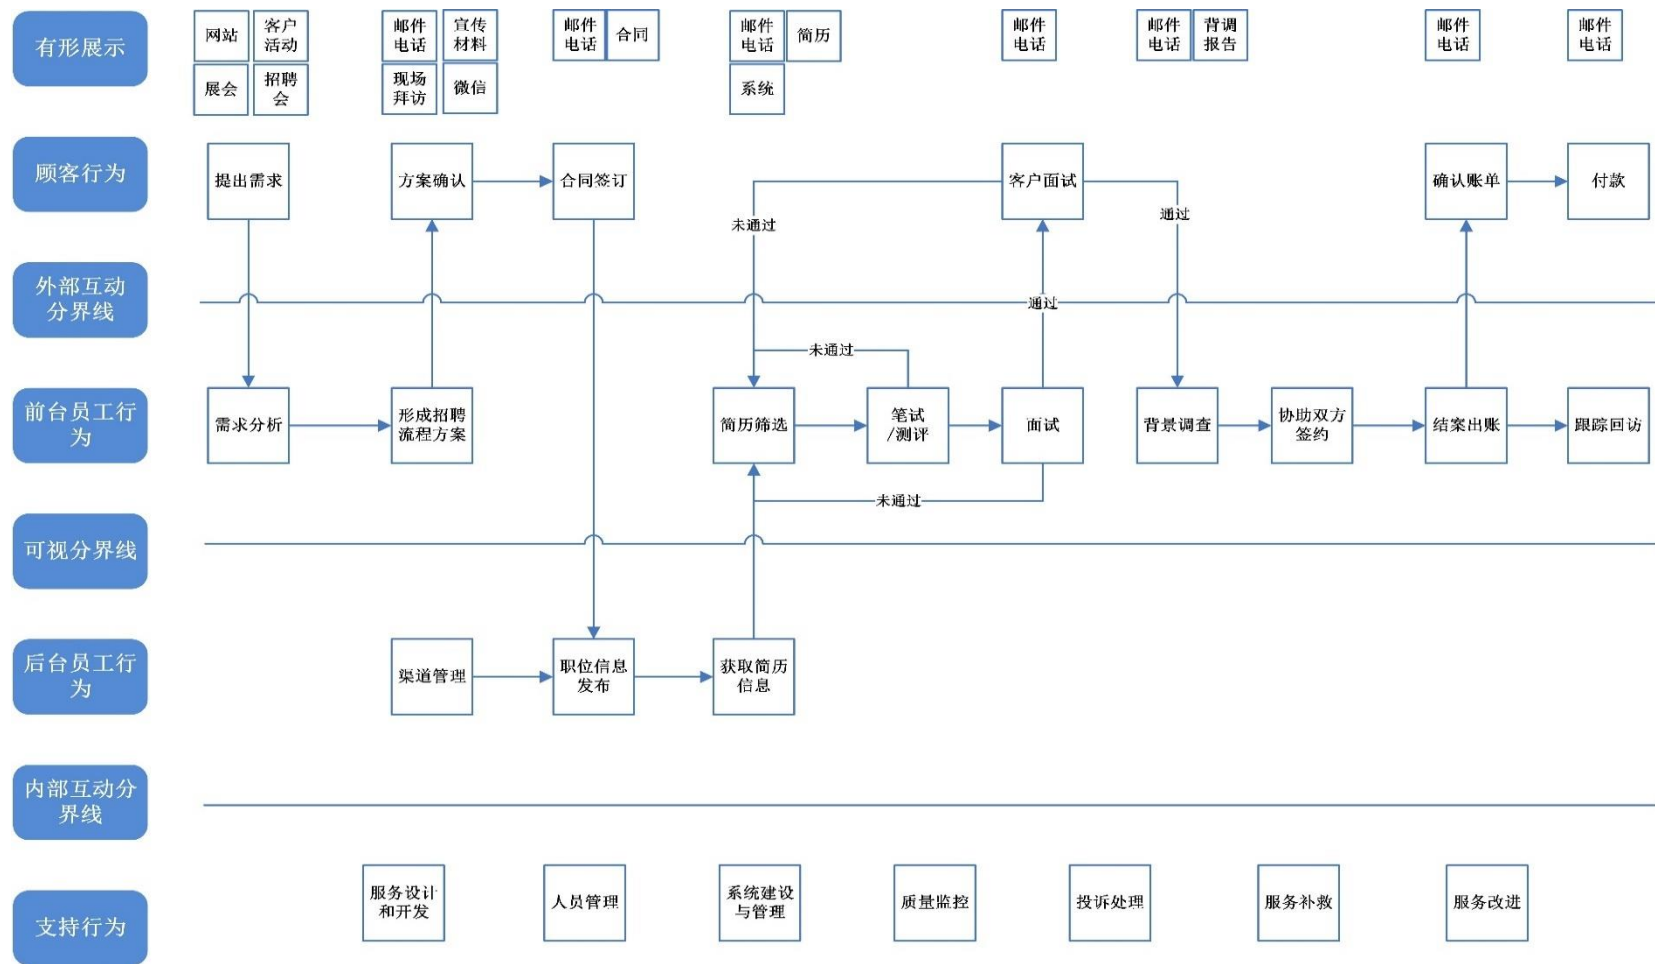 有形展示
网站
客户
活动
展会
招聘
会
邮件
电话
宣传
材料
现场
拜访
微信
邮件
电话
合同
邮件
电话
简历
系统
邮件
电话
邮件
电话
背调
报告
邮件
电话
邮件
电话
顾客行为
提出需求
方案确认
合同签订
客户面试
确认账单
付款
未通过
通过
外部互动
分界线
通过
未通过
前台员工行
为
需求分析
形成招聘
流程方案
简历筛选
笔试
/测评
面试
背景调查
协助双方
签约
结案出账
跟踪回访
未通过
可视分界线
后台员工行
为
渠道管理
职位信息
发布
获取简历
信息
内部互动分
界线
支持行为
服务设计
和开发
人员管理
系统建设
与管理
质量监控
投诉处理
服务补救
服务改进